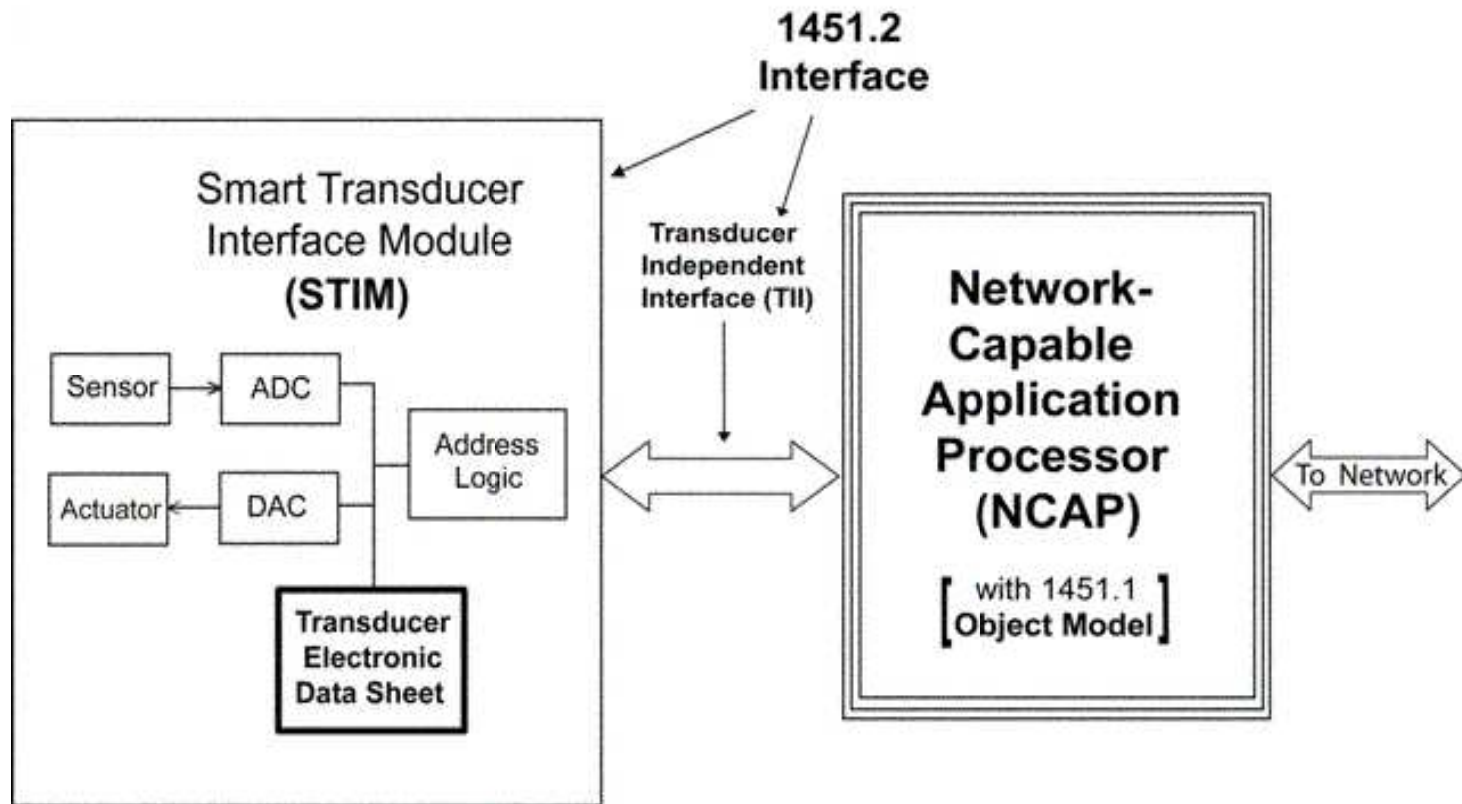 1451.2
Interface
Smart Transducer
Interface Module
(STIM)
Transducer
Independent
Interface (TII)
Sensor
ADC
Address
Logic
Actuator
DAC
Transducer
Electronic
Data Sheet
Network-
Capable
Application
Processor
(NCAP)
[with 1451.1
Object Model]
To Network